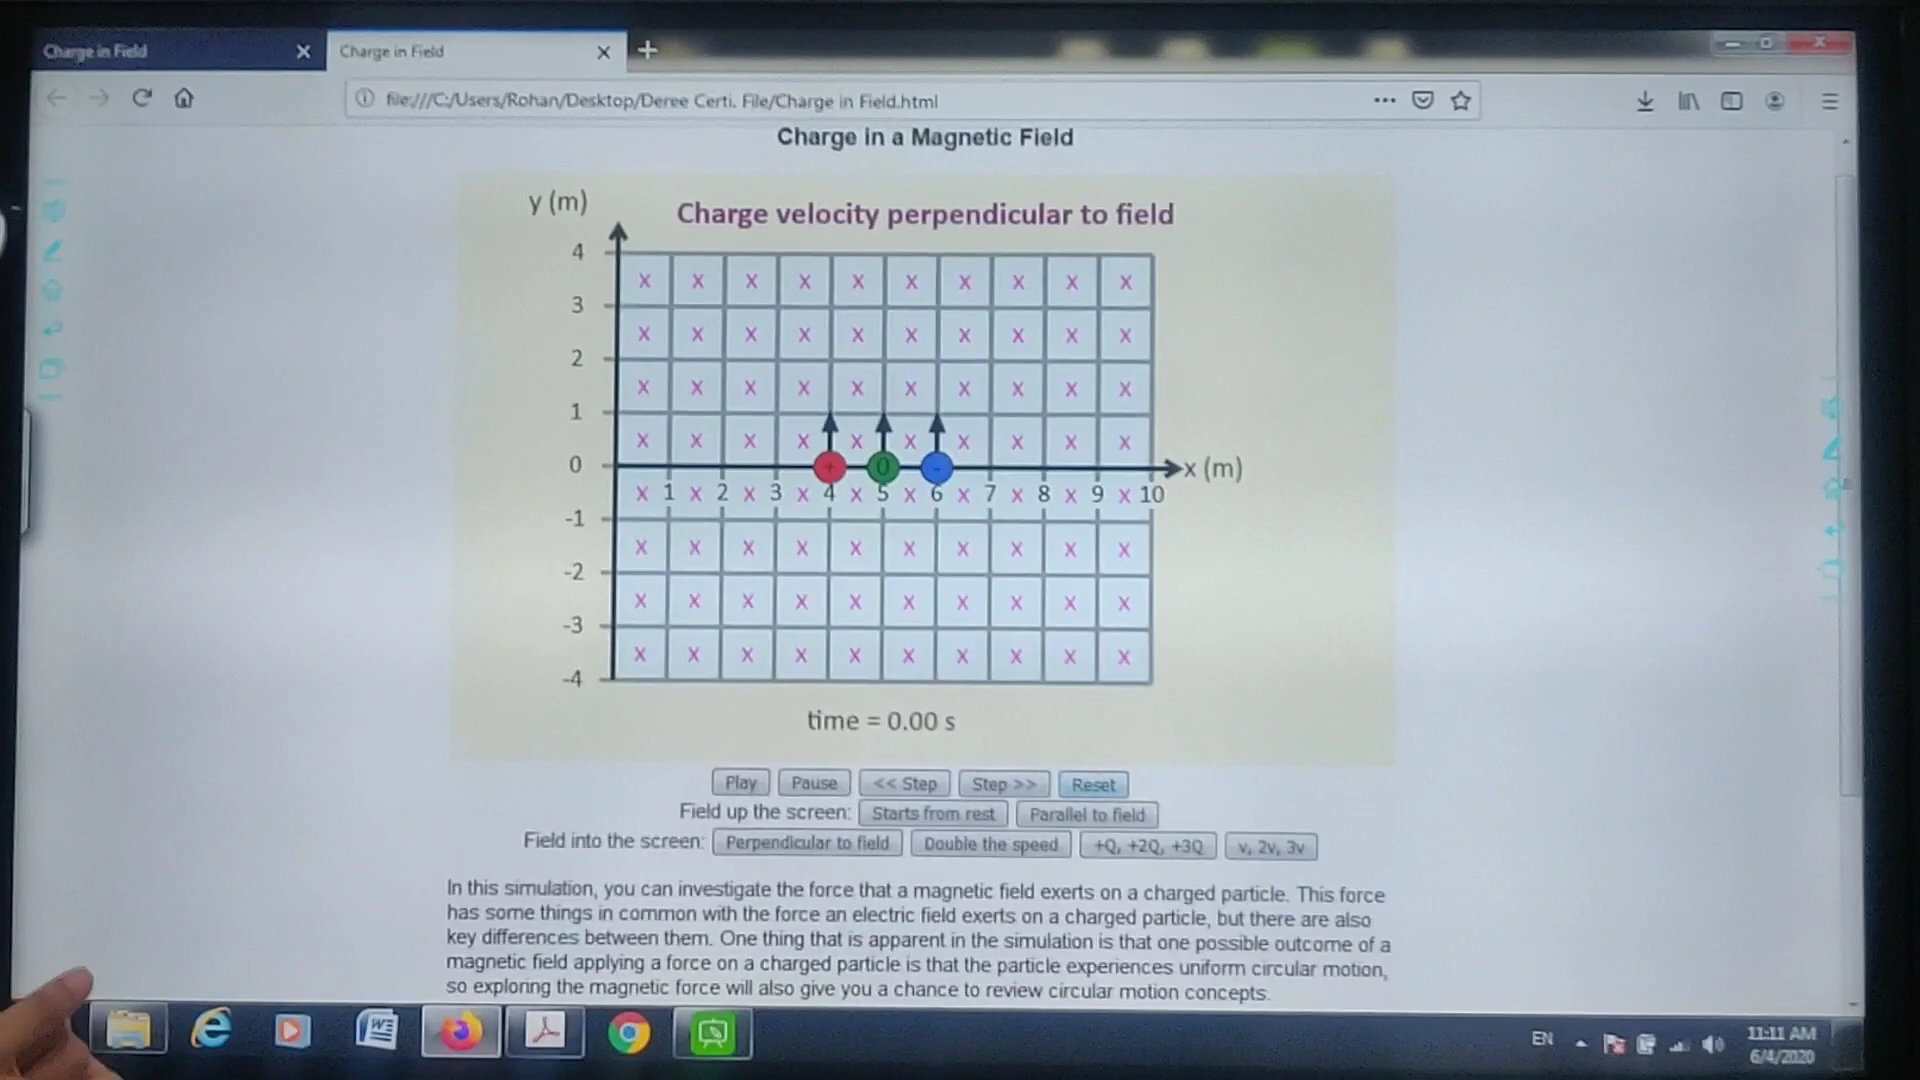 Charge in Field
Charge in Field
file:///C:/Users/Rohan/Desktop/Deree Certi. File/Charge in Field.html
Charge in a Magnetic Field
y (m)
Charge velocity perpendicular to field
4
X X X X X X X X X X
3
X X X X X X X X X X
2
X X X X X X X X X X
1
X X X X X X X X X X
0 + 0 - x (m)
X 1 X 2 X 3 X 4 X 5 X 6 X 7 X 8 X 9 X 10
-1
X X X X X X X X X X
-2
X X X X X X X X X X
-3
X X X X X X X X X X
-4
time = 0.00 s
Play Pause << Step Step >> Reset
Field up the screen: Starts from rest Parallel to field
Field into the screen: Perpendicular to field Double the speed +Q, +2Q, +3Q v, 2v, 3v
In this simulation, you can investigate the force that a magnetic field exerts on a charged particle. This force
has some things in common with the force an electric field exerts on a charged particle, but there are also
key differences between them. One thing that is apparent in the simulation is that one possible outcome of a
magnetic field applying a force on a charged particle is that the particle experiences uniform circular motion,
so exploring the magnetic force will also give you a chance to review circular motion concepts.
EN 11:11 AM
6/4/2020